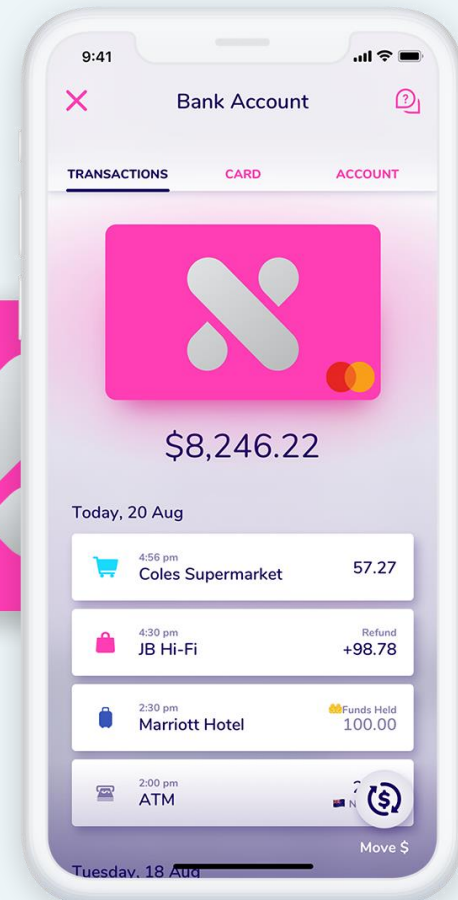 9:41
Bank Account
TRANSACTIONS CARD ACCOUNT
$8,246.22
Today, 20 Aug
4:56 pm
Coles Supermarket 57.27
4:30 pm Refund
JB Hi-Fi +98.78
2:30 pm Funds Held
Marriott Hotel 100.00
2:00 pm
ATM
Move $
Tuesday, 18 Aug